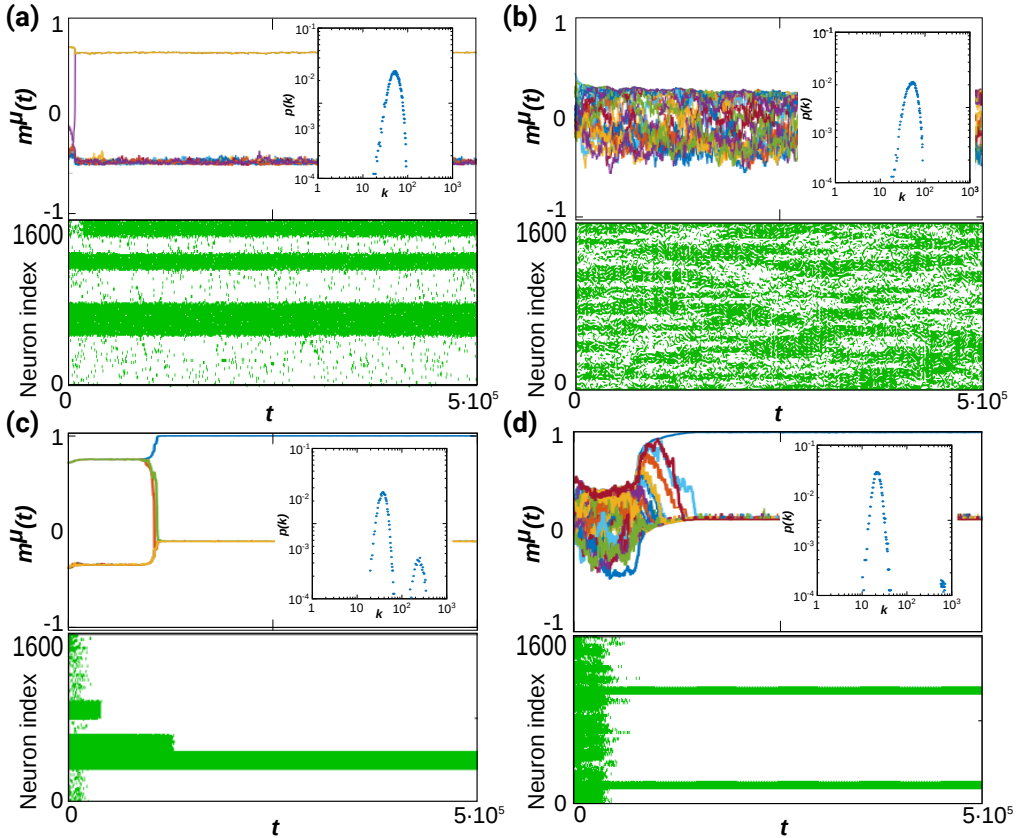 (a)
1
0
-1
m^μ(t)
10^-1
10^-2
10^-3
10^-4
p(k)
1 10 10^2 10^3
k
1600
0
Neuron index
0 5·10^5
t
(b)
1
0
-1
m^μ(t)
10^-1
10^-2
10^-3
10^-4
p(k)
1 10 10^2 10^3
k
1600
0
Neuron index
0 5·10^5
t
(c)
1
0
-1
m^μ(t)
10^-1
10^-2
10^-3
10^-4
p(k)
1 10 10^2 10^3
k
1600
0
Neuron index
0 5·10^5
t
(d)
1
0
-1
m^μ(t)
10^-1
10^-2
10^-3
10^-4
p(k)
1 10 10^2 10^3
k
1600
0
Neuron index
0 5·10^5
t